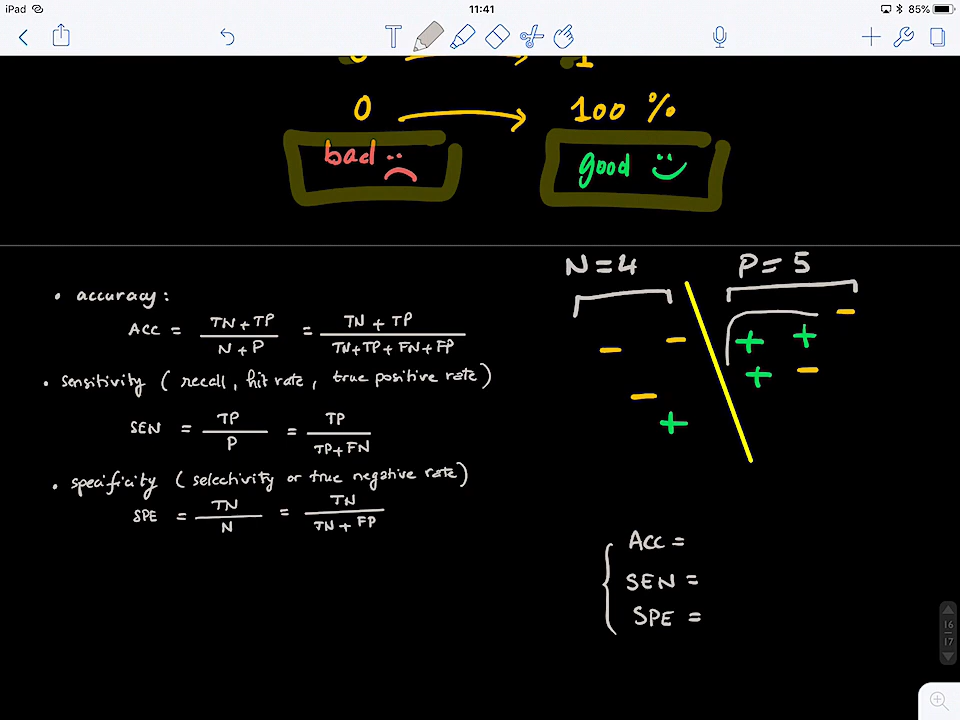 iPad 11:41 85%
T
0 1
0 100 %
bad good
N = 4 P = 5
• accuracy:
ACC = TN + TP / N + P = TN + TP / TN + TP + FN + FP
• sensitivity (recall, hit rate, true positive rate)
SEN = TP / P = TP / TP + FN
• specificity (selectivity or true negative rate)
SPE = TN / N = TN / TN + FP
− − + + −
− + + −
ACC =
SEN =
SPE =
16
17